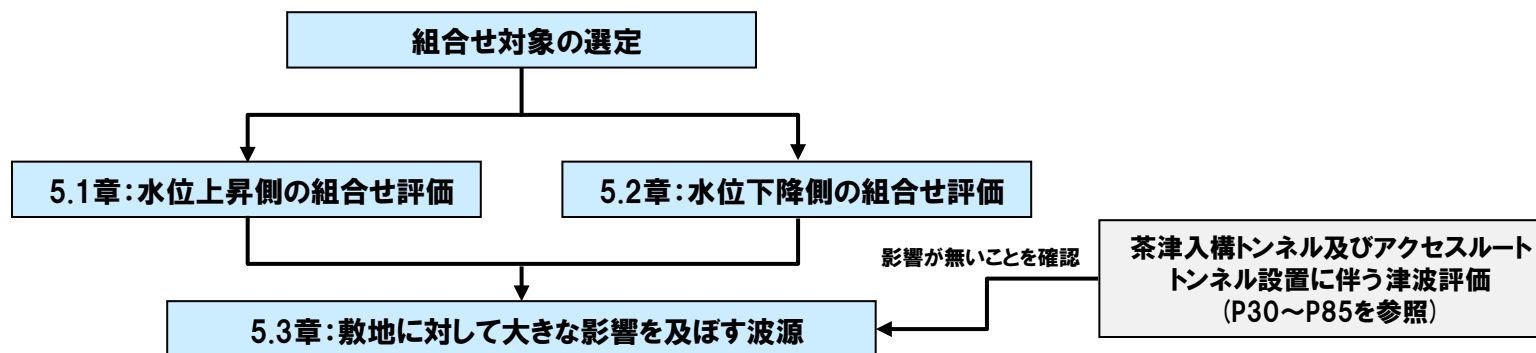 組合せ対象の選定
5.1章:水位上昇側の組合せ評価
5.2章:水位下降側の組合せ評価
影響が無いことを確認
茶津入構トンネル及びアクセスルート
トンネル設置に伴う津波評価
(P30~P85を参照)
5.3章:敷地に対して大きな影響を及ぼす波源